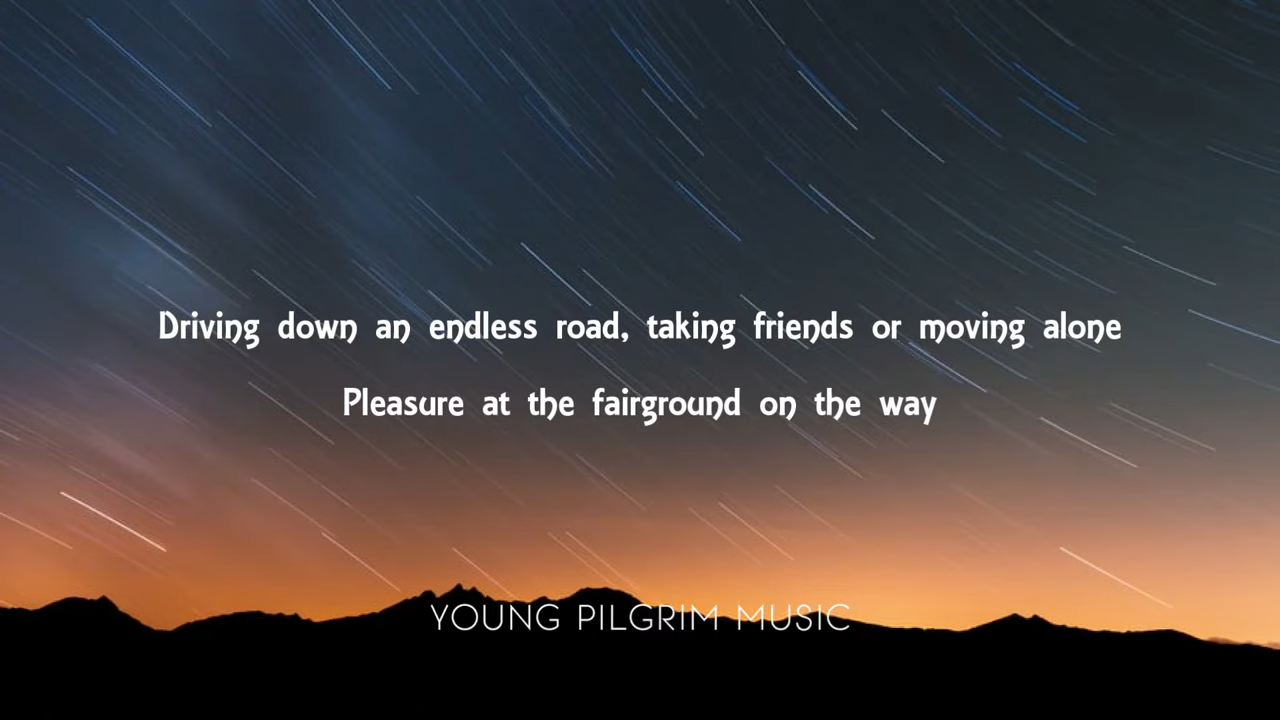 Driving down an endless road, taking friends or moving alone
Pleasure at the fairground on the way
YOUNG PILGRIM MUSIC